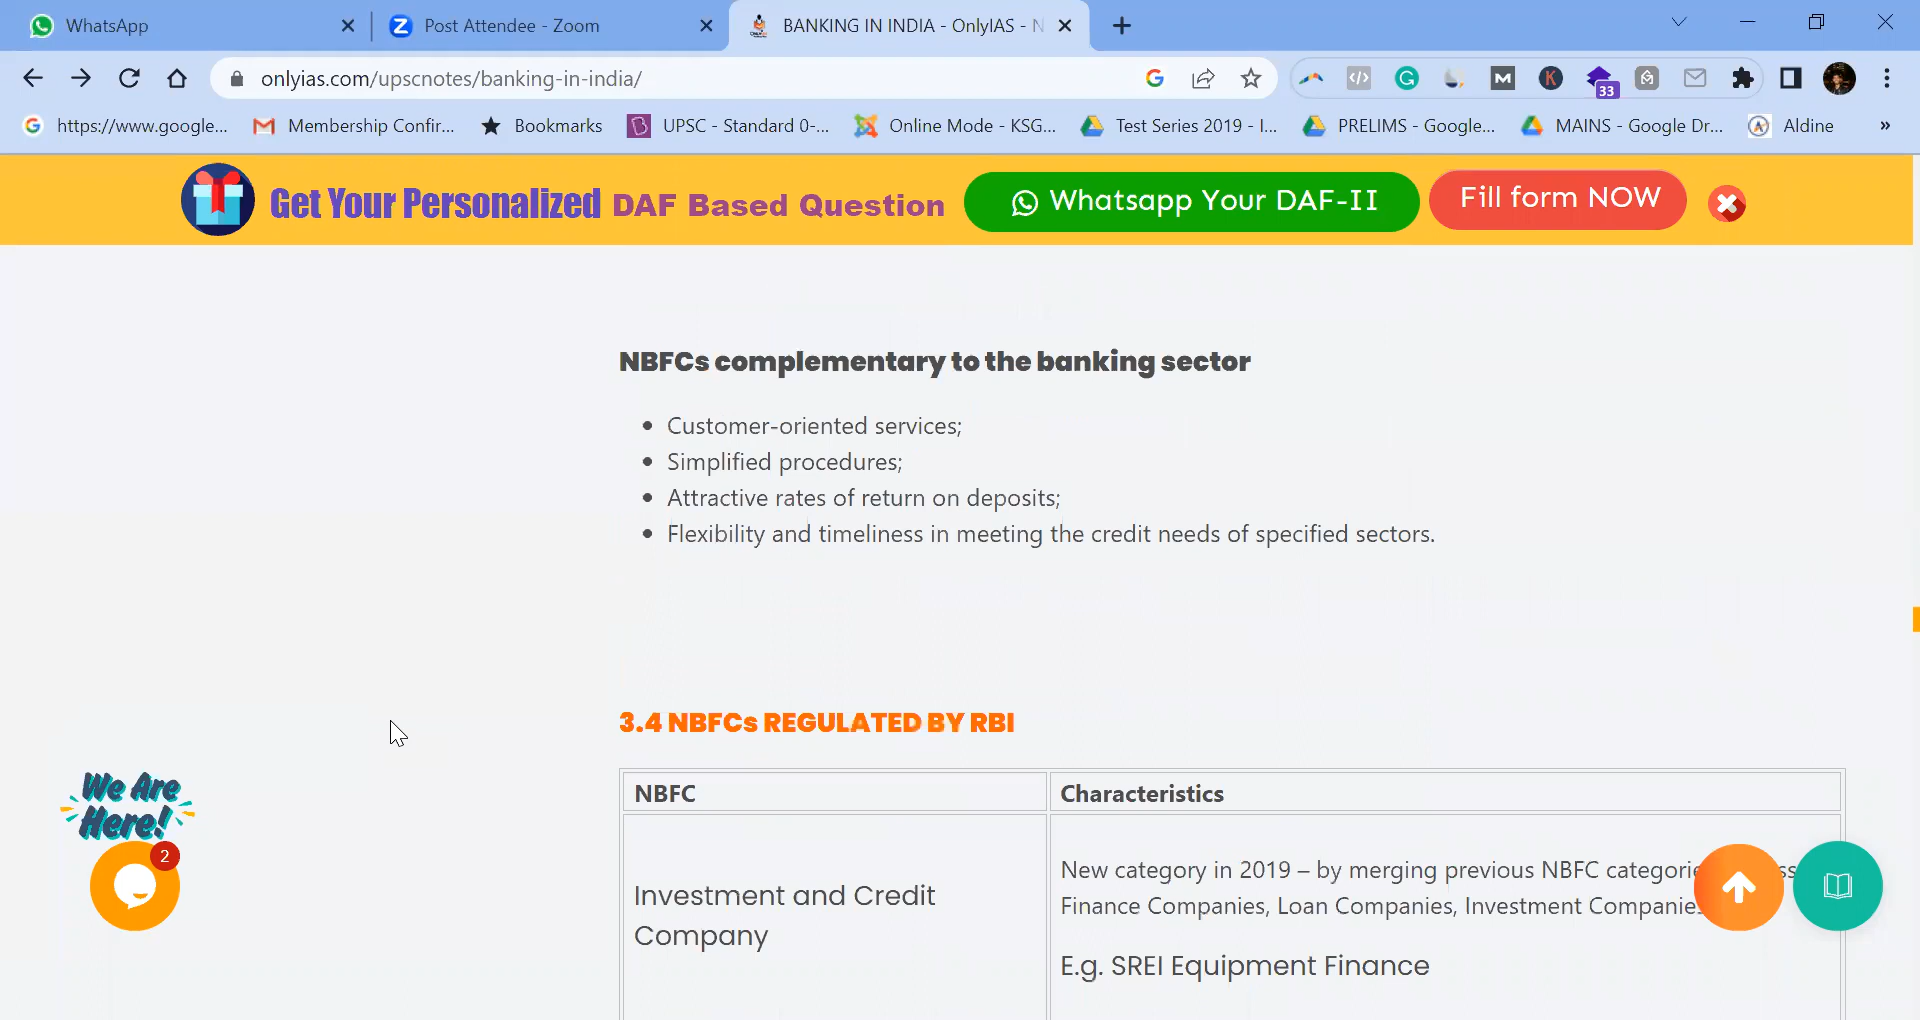 WhatsApp
Post Attendee - Zoom
BANKING IN INDIA - OnlyIAS - N
onlyias.com/upscnotes/banking-in-india/
33
https://www.google...
Membership Confir...
Bookmarks
UPSC - Standard 0-...
Online Mode - KSG...
Test Series 2019 - I...
PRELIMS - Google...
MAINS - Google Dr...
Aldine
»
Get Your Personalized DAF Based Question
Whatsapp Your DAF-II
Fill form NOW
NBFCs complementary to the banking sector
• Customer-oriented services;
• Simplified procedures;
• Attractive rates of return on deposits;
• Flexibility and timeliness in meeting the credit needs of specified sectors.
3.4 NBFCs REGULATED BY RBI
NBFC
Characteristics
Investment and Credit
Company
New category in 2019 – by merging previous NBFC
Finance Companies, Loan Companies, Investment
E.g. SREI Equipment Finance
We Are
Here!
2